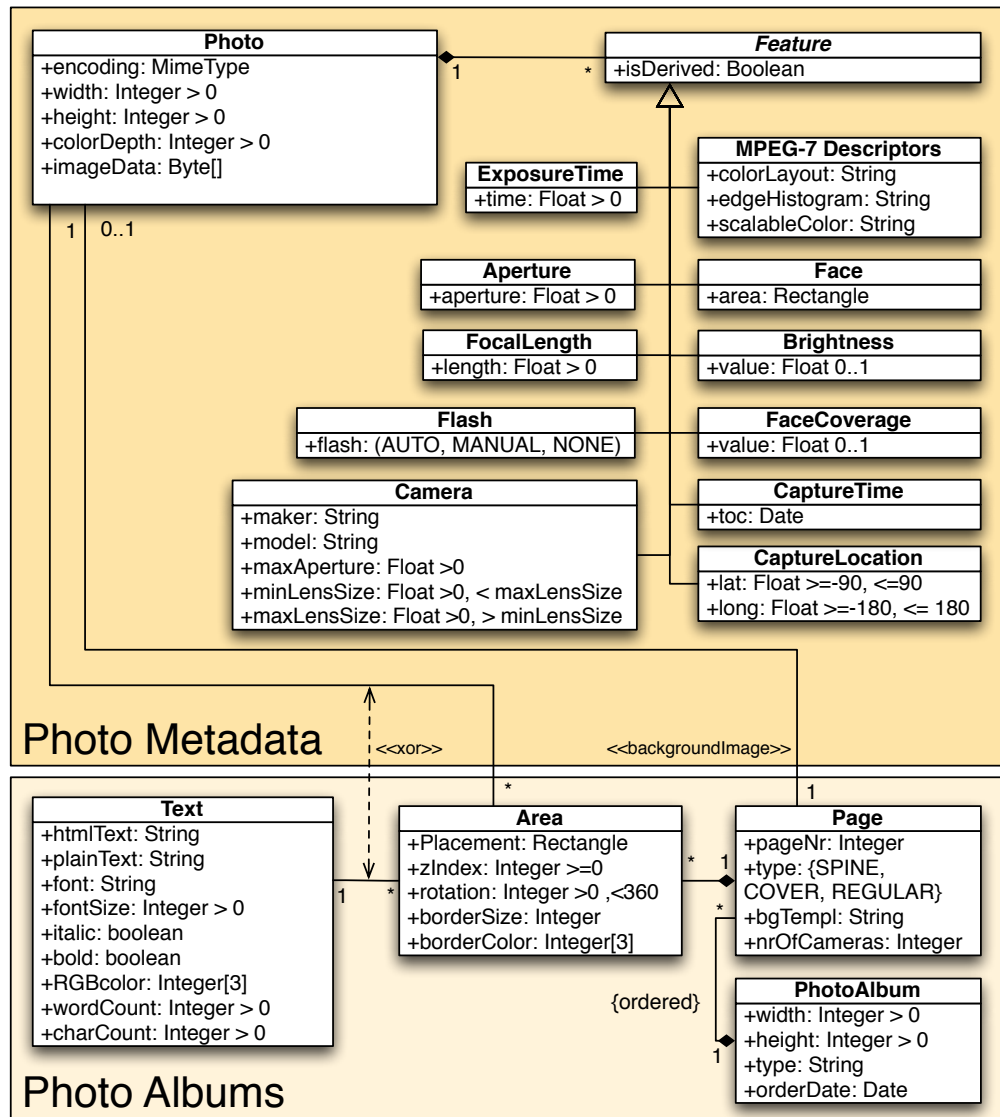 Photo
+encoding: MimeType
+width: Integer > 0
+height: Integer > 0
+colorDepth: Integer > 0
+imageData: Byte[]
1
*
Feature
+isDerived: Boolean
1
0..1
ExposureTime
+time: Float > 0
MPEG-7 Descriptors
+colorLayout: String
+edgeHistogram: String
+scalableColor: String
Aperture
+aperture: Float > 0
Face
+area: Rectangle
FocalLength
+length: Float > 0
Brightness
+value: Float 0..1
Flash
+flash: (AUTO, MANUAL, NONE)
FaceCoverage
+value: Float 0..1
Camera
+maker: String
+model: String
+maxAperture: Float >0
+minLensSize: Float >0, < maxLensSize
+maxLensSize: Float >0, > minLensSize
CaptureTime
+toc: Date
CaptureLocation
+lat: Float >=-90, <=90
+long: Float >=-180, <= 180
Photo Metadata
<<xor>>
<<backgroundImage>>
*
1
Text
+htmlText: String
+plainText: String
+font: String
+fontSize: Integer > 0
+italic: boolean
+bold: boolean
+RGBcolor: Integer[3]
+wordCount: Integer > 0
+charCount: Integer > 0
1
*
Area
+Placement: Rectangle
+zIndex: Integer >=0
+rotation: Integer >0 ,<360
+borderSize: Integer
+borderColor: Integer[3]
*
1
Page
+pageNr: Integer
+type: {SPINE,
COVER, REGULAR}
+bgTempl: String
+nrOfCameras: Integer
*
{ordered}
1
PhotoAlbum
+width: Integer > 0
+height: Integer > 0
+type: String
+orderDate: Date
Photo Albums